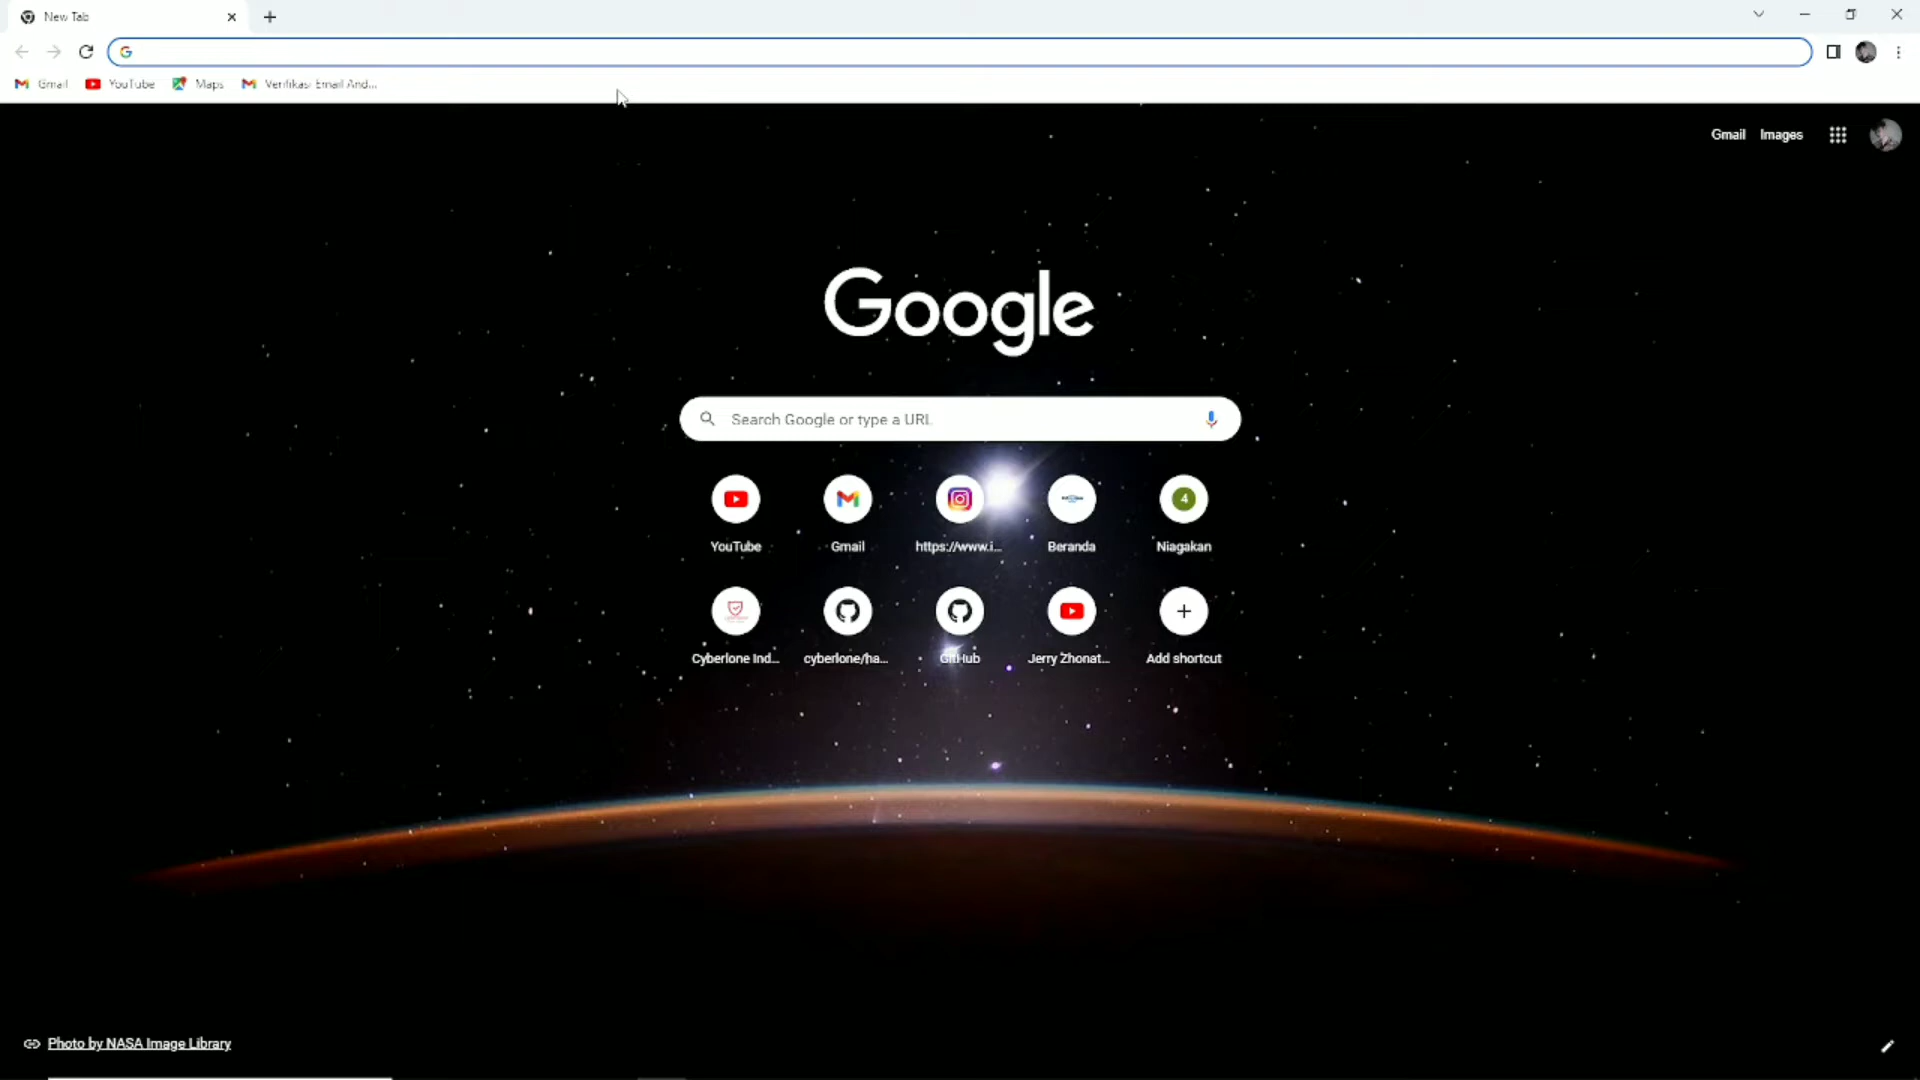 New Tab
Gmail
YouTube
Maps
Verifikasi Email And...
Gmail
Images
Google
Search Google or type a URL
YouTube
Gmail
https://www.i...
Beranda
4
Niagakan
Cyberlone Ind...
cyberlone/ha...
GitHub
Jerry Zhonat...
Add shortcut
Photo by NASA Image Library